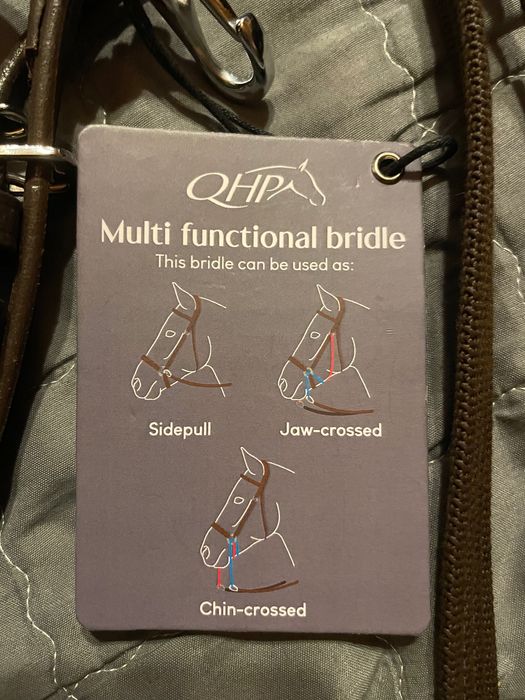 QHP
Multi functional bridle
This bridle can be used as:
Sidepull
Jaw-crossed
Chin-crossed